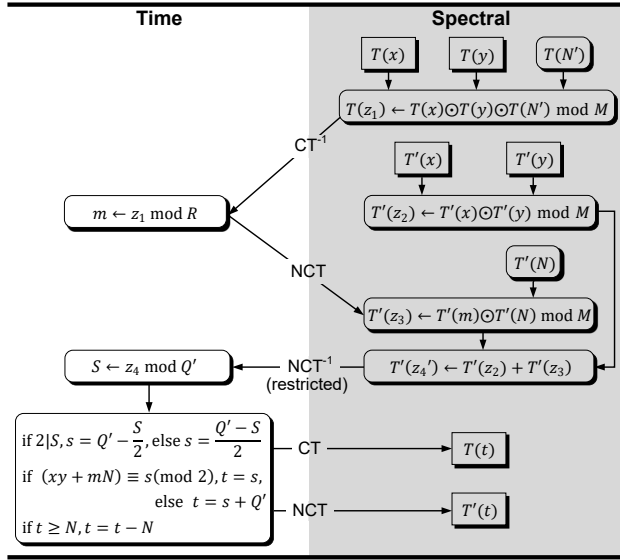 Time Spectral
T(x) T(y) T(N′)
T(z₁) ← T(x)⊙T(y)⊙T(N′) mod M
CT⁻¹
T′(x) T′(y)
m ← z₁ mod R
T′(z₂) ← T′(x)⊙T′(y) mod M
NCT
T′(N)
T′(z₃) ← T′(m)⊙T′(N) mod M
S ← z₄ mod Q′
NCT⁻¹
(restricted)
T′(z₄′) ← T′(z₂) + T′(z₃)
if 2|S, s = Q′ − S/2, else s = (Q′ − S)/2
CT
T(t)
if (xy + mN) ≡ s(mod 2), t = s,
else t = s + Q′
NCT
T′(t)
if t ≥ N, t = t − N